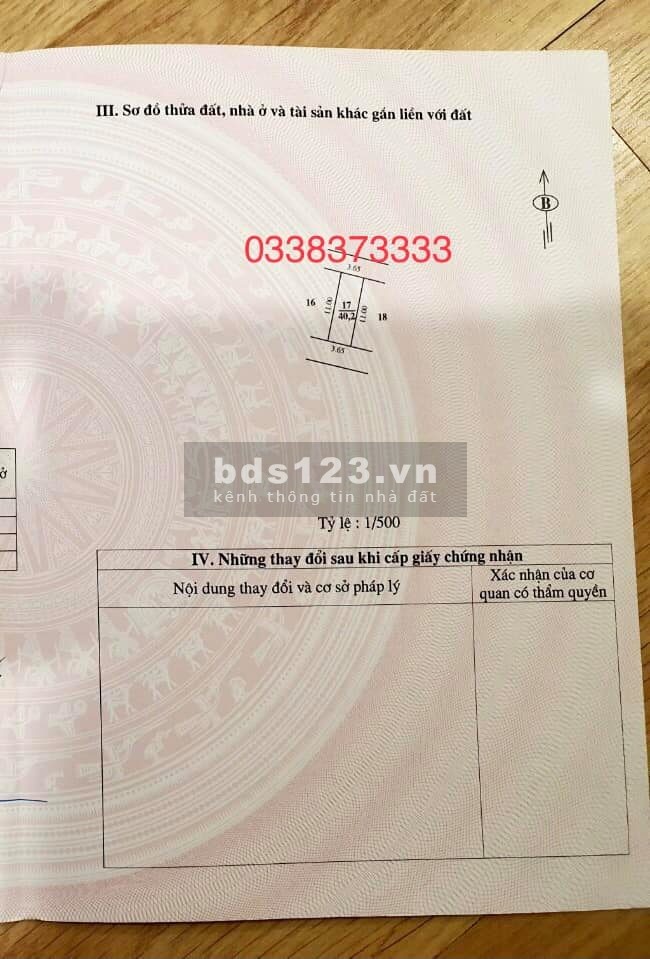 III. Sơ đồ thửa đất, nhà ở và tài sản khác gắn liền với đất
B
0338373333
3.65
16
11.00
17
40,2
11.00
18
3.65
ở
bds123.vn
kênh thông tin nhà đất
Tỷ lệ : 1/500
IV. Những thay đổi sau khi cấp giấy chứng nhận
Nội dung thay đổi và cơ sở pháp lý
Xác nhận của cơ
quan có thẩm quyền